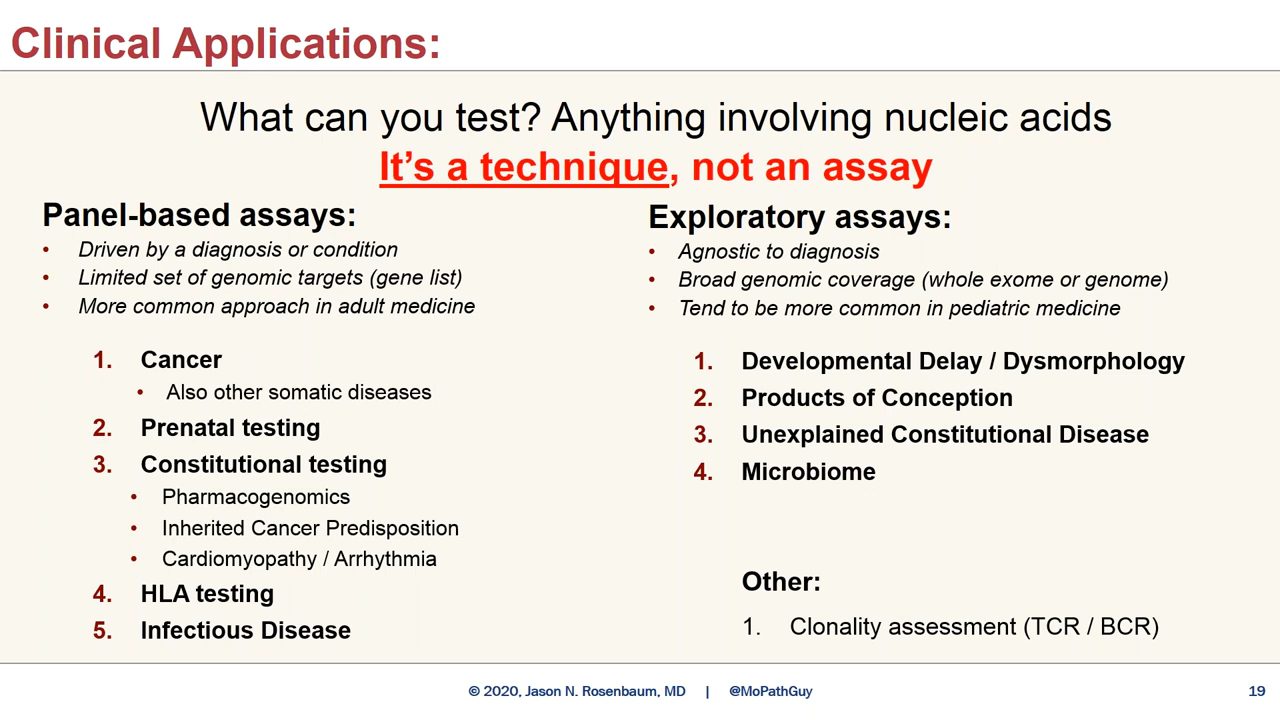 Clinical Applications:
What can you test? Anything involving nucleic acids
It's a technique, not an assay
Panel-based assays:
• Driven by a diagnosis or condition
• Limited set of genomic targets (gene list)
• More common approach in adult medicine
1. Cancer
• Also other somatic diseases
2. Prenatal testing
3. Constitutional testing
• Pharmacogenomics
• Inherited Cancer Predisposition
• Cardiomyopathy / Arrhythmia
4. HLA testing
5. Infectious Disease
Exploratory assays:
• Agnostic to diagnosis
• Broad genomic coverage (whole exome or genome)
• Tend to be more common in pediatric medicine
1. Developmental Delay / Dysmorphology
2. Products of Conception
3. Unexplained Constitutional Disease
4. Microbiome
Other:
1. Clonality assessment (TCR / BCR)
© 2020, Jason N. Rosenbaum, MD | @MoPathGuy
19